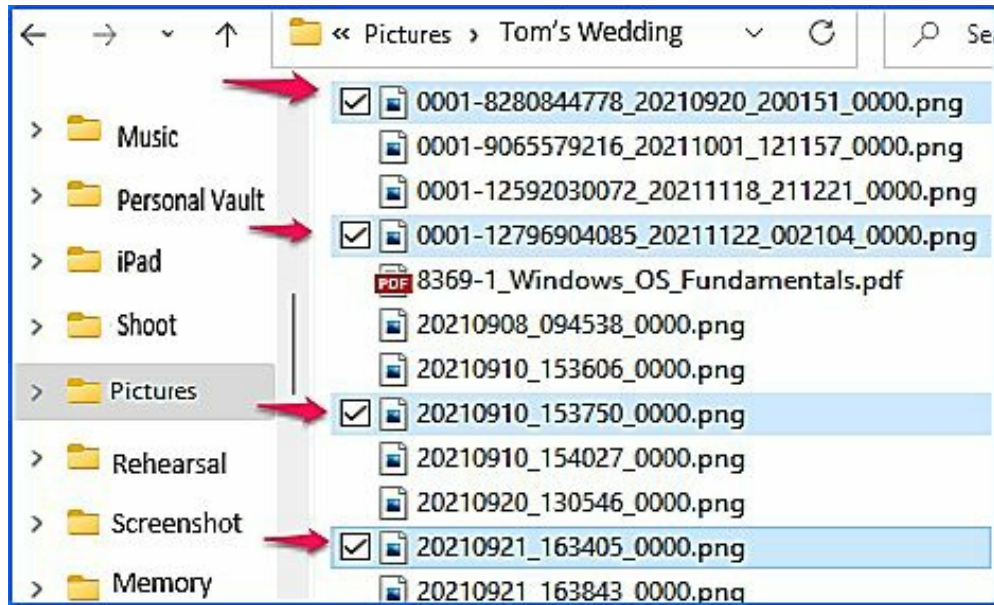 « Pictures › Tom's Wedding
Se
Music
Personal Vault
iPad
Shoot
Pictures
Rehearsal
Screenshot
Memory
0001-8280844778_20210920_200151_0000.png
0001-9065579216_20211001_121157_0000.png
0001-12592030072_20211118_211221_0000.png
0001-12796904085_20211122_002104_0000.png
PDF 8369-1_Windows_OS_Fundamentals.pdf
20210908_094538_0000.png
20210910_153606_0000.png
20210910_153750_0000.png
20210910_154027_0000.png
20210920_130546_0000.png
20210921_163405_0000.png
20210921_163843_0000.png